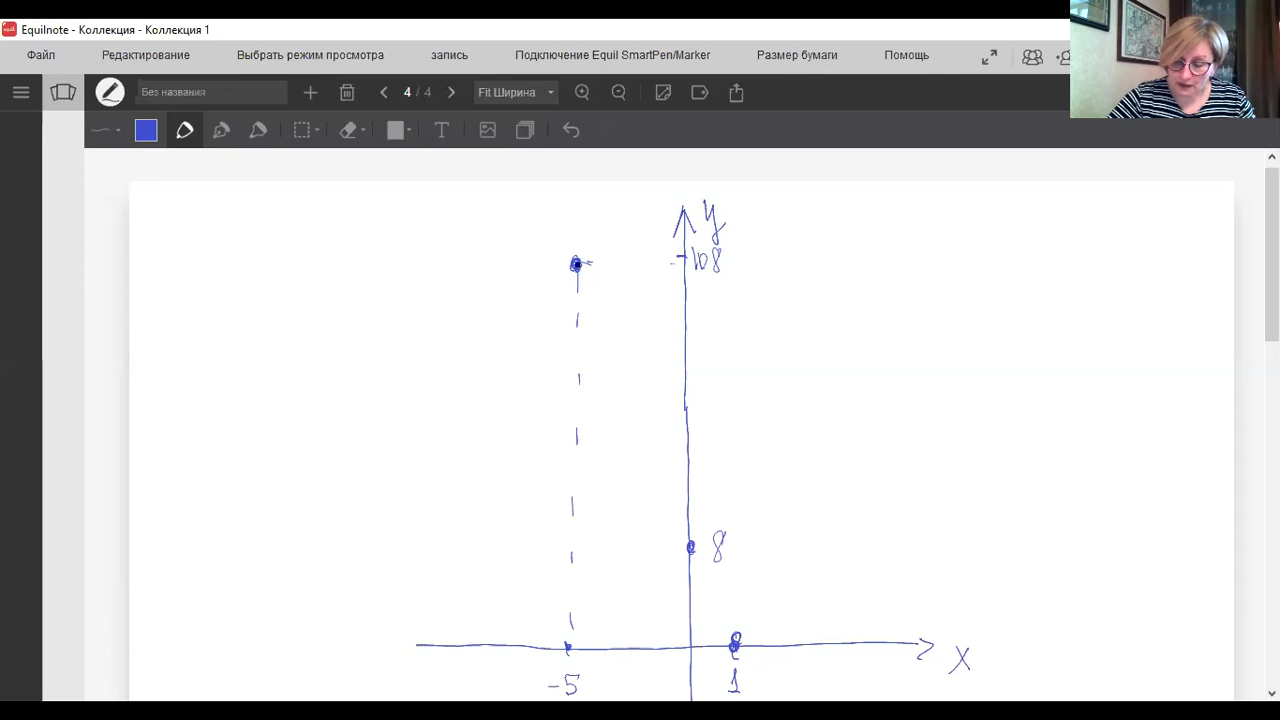 Equilnote - Коллекция - Коллекция 1
Файл Редактирование Выбрать режим просмотра запись Подключение Equil SmartPen/Marker Размер бумаги Помощь
Без названия 4 / 4 Fit Ширина
T
y
108
8
-5 1 X